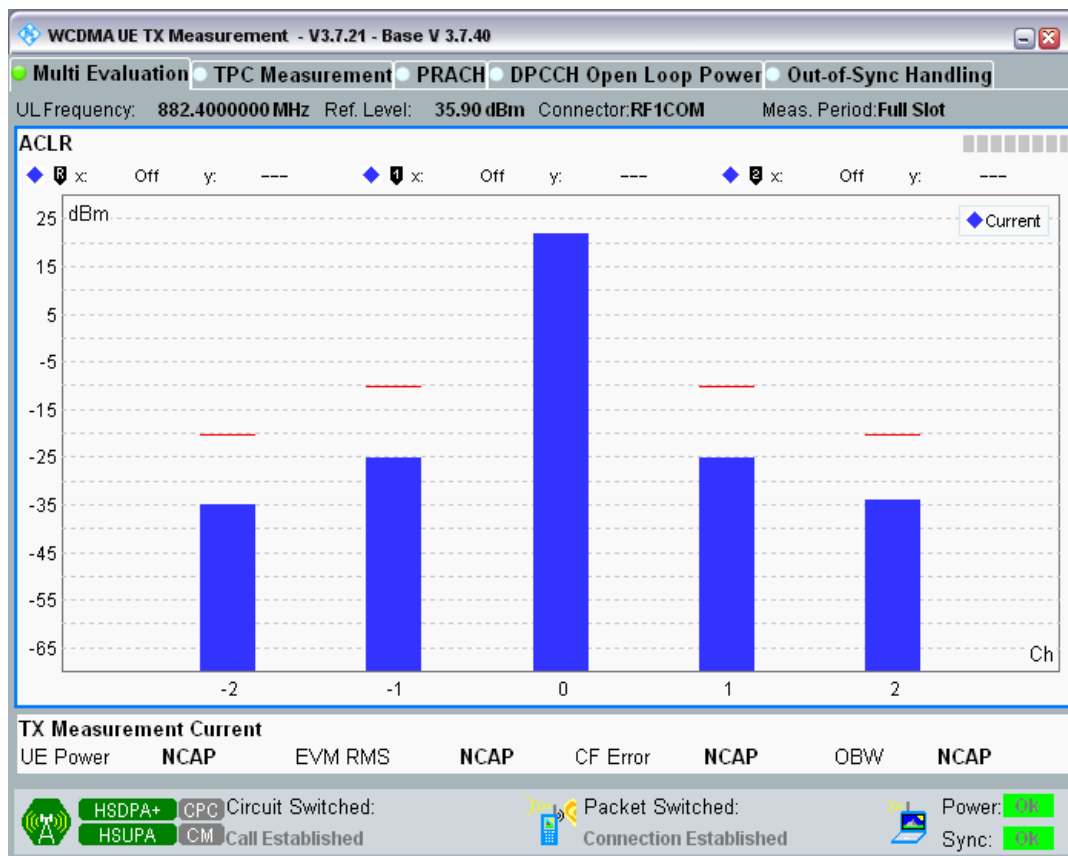 WCDMA UE TX Measurement - V3.7.21 - Base V 3.7.40
Multi Evaluation TPC Measurement PRACH DPCCH Open Loop Power Out-of-Sync Handling
UL Frequency: 882.4000000 MHz Ref. Level: 35.90 dBm Connector:RF1COM Meas. Period:Full Slot
ACLR
R x: Off y: --- 1 x: Off y: --- 2 x: Off y: ---
dBm
Current
25
15
5
-5
-15
-25
-35
-45
-55
-65
Ch
-2 -1 0 1 2
TX Measurement Current
UE Power NCAP EVM RMS NCAP CF Error NCAP OBW NCAP
HSDPA+ CPC Circuit Switched: Packet Switched: Power: OK
HSUPA CM Call Established Connection Established Sync: OK